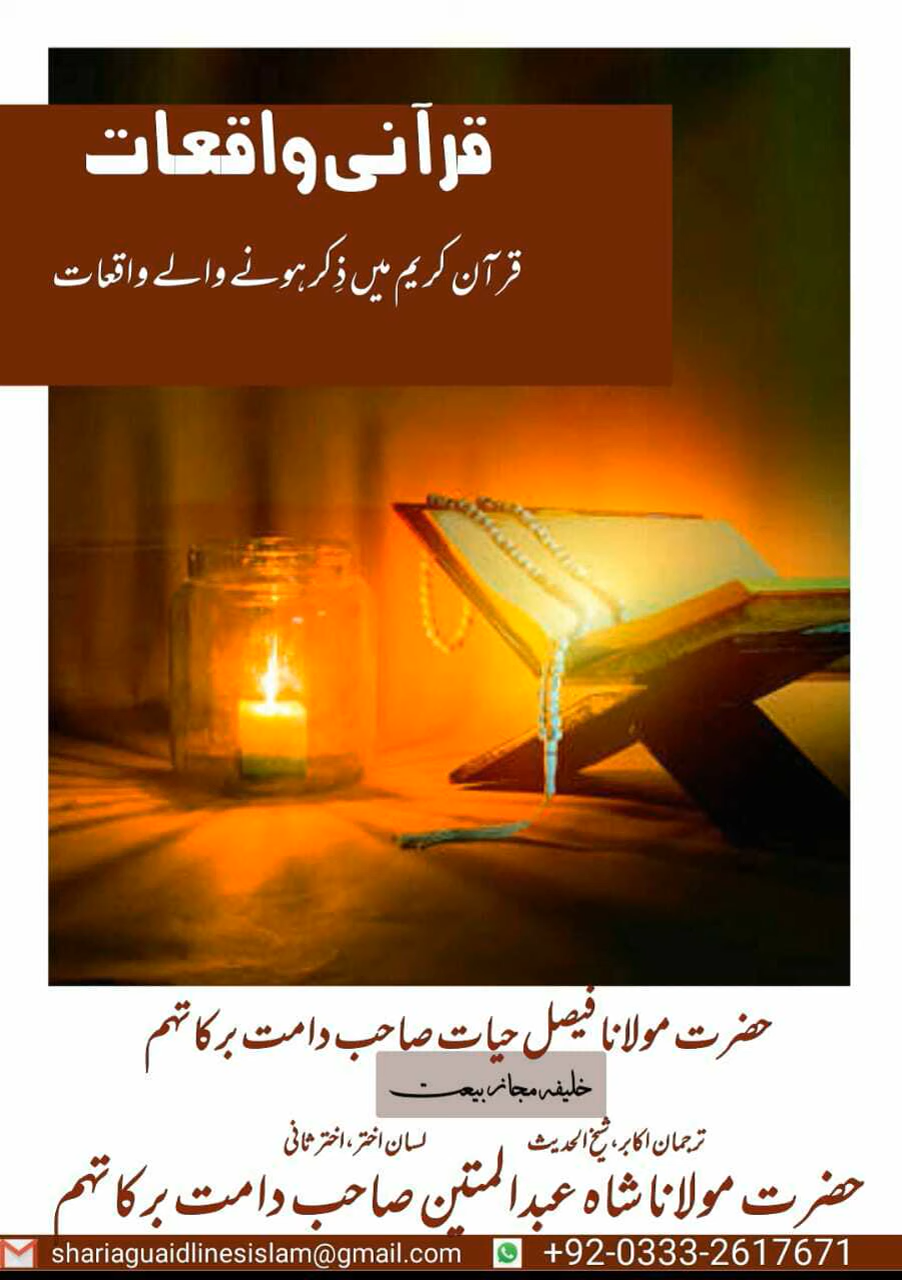 قرآنی واقعات
قرآن کریم میں ذِکر ہونے والے واقعات
حضرت مولانا فیصل حیات صاحب دامت برکاتہم
خلیفہ مجاز بیعت
ترجمان اکابر، شیخ الحدیث لسان اختر، اختر ثانی
حضرت مولانا شاہ عبدالمتین صاحب دامت برکاتہم
shariaguaidlinesislam@gmail.com +92-0333-2617671